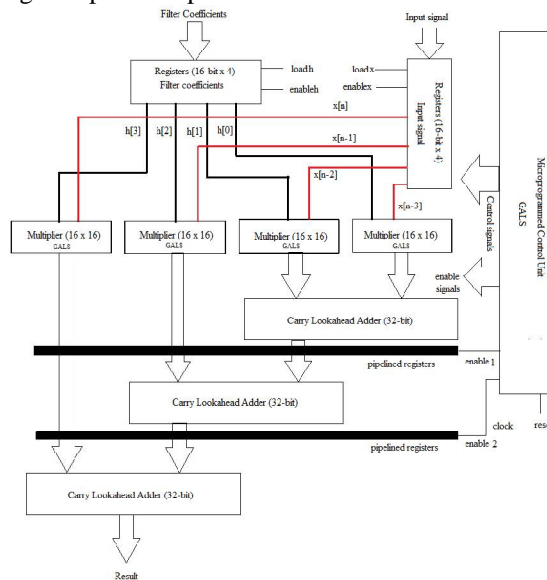 Filter Coefficients
Input signal
Registers (16-bit x 4)
Filter coefficients
load h
enableh
load x
enablex
Registers (16-bit x 4)
Input signal
x[n]
h[3]
h[2]
h[1]
h[0]
x[n-1]
x[n-2]
x[n-3]
Microprogrammed Control Unit
GALS
Control signals
Multiplier (16 x 16)
GALS
Multiplier (16 x 16)
GALS
Multiplier (16 x 16)
GALS
Multiplier (16 x 16)
GALS
enable
signals
Carry Lookahead Adder (32-bit)
pipelined registers
enable 1
Carry Lookahead Adder (32-bit)
clock
pipelined registers
enable 2
Carry Lookahead Adder (32-bit)
Result